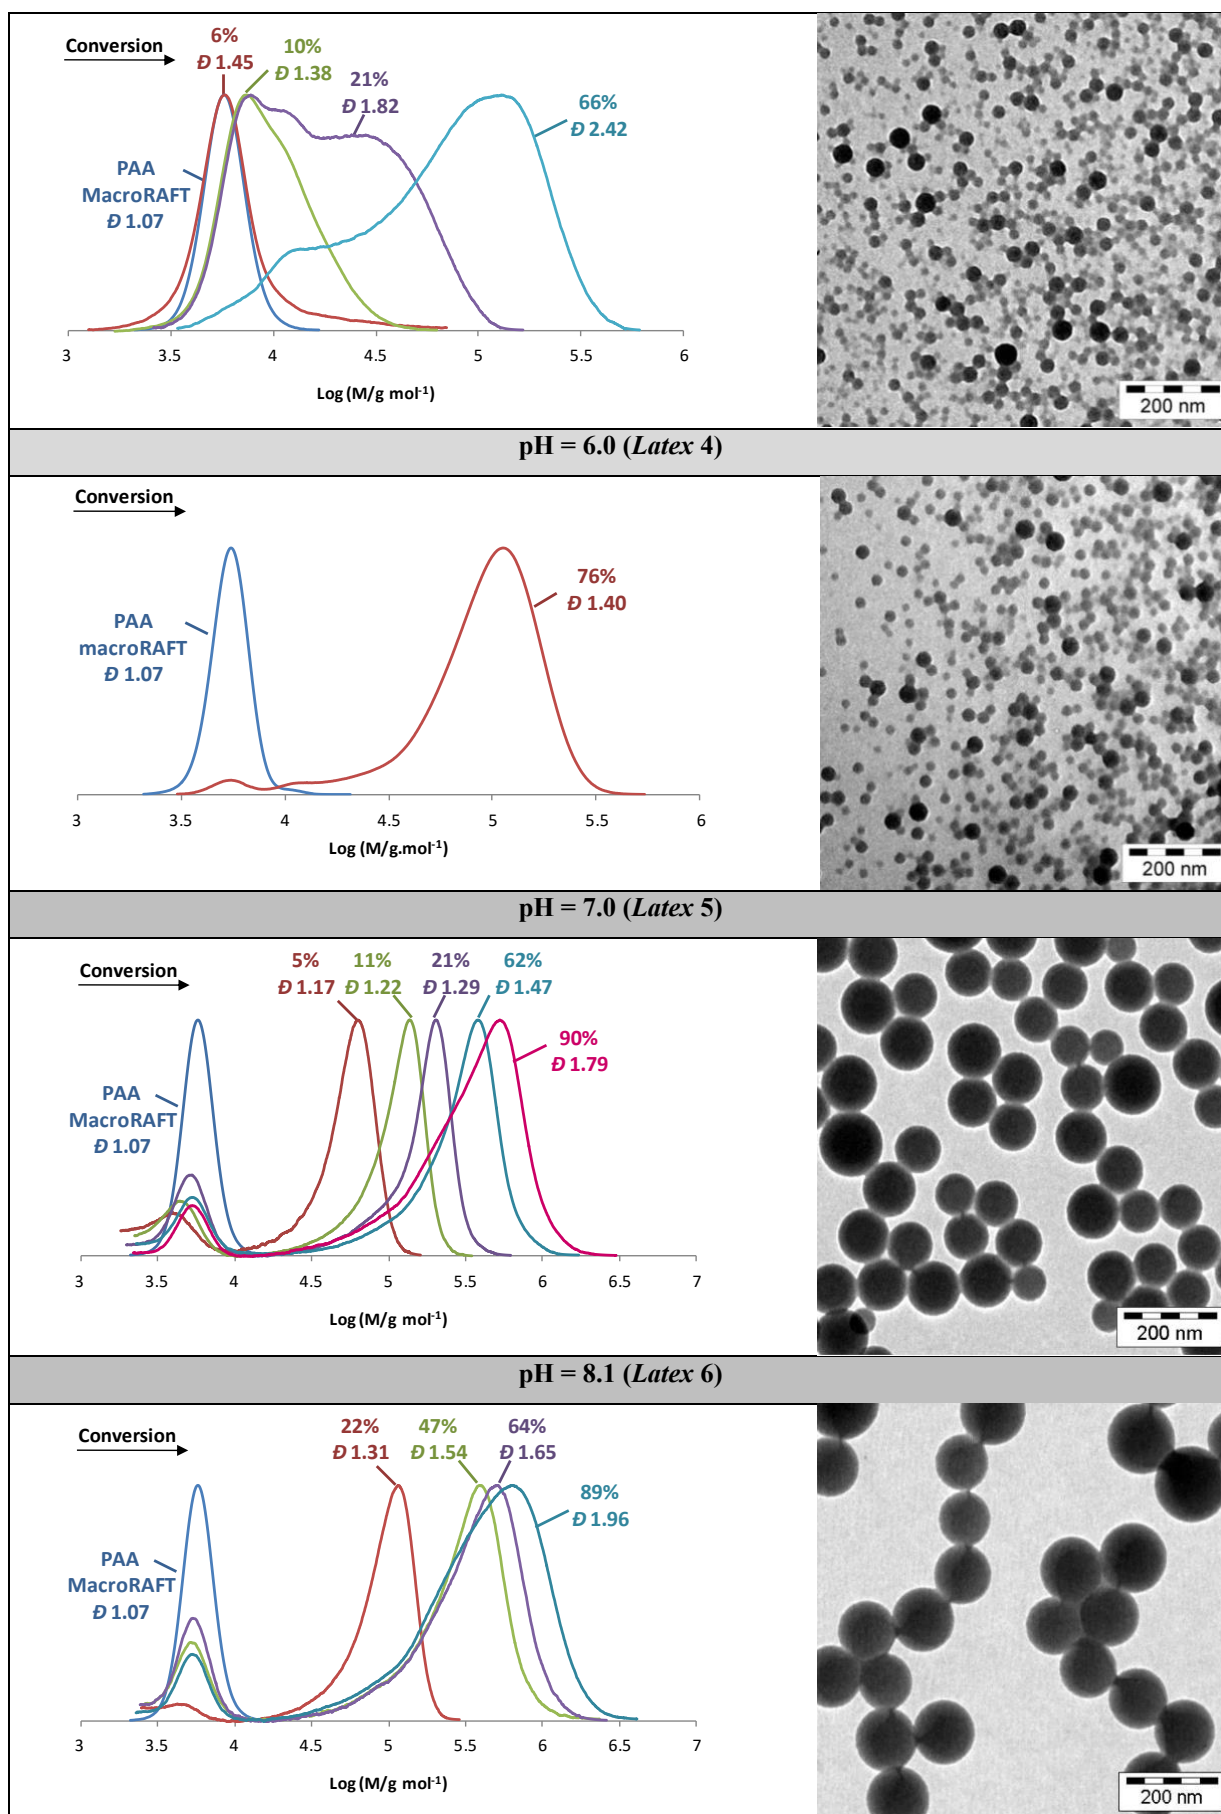 Conversion
6%
Đ 1.45
10%
Đ 1.38
21%
Đ 1.82
66%
Đ 2.42
PAA
MacroRAFT
Đ 1.07
3 3.5 4 4.5 5 5.5 6
Log (M/g mol⁻¹)
200 nm
pH = 6.0 (Latex 4)
Conversion
76%
Đ 1.40
PAA
macroRAFT
Đ 1.07
3 3.5 4 4.5 5 5.5 6
Log (M/g.mol⁻¹)
200 nm
pH = 7.0 (Latex 5)
Conversion
5%
Đ 1.17
11%
Đ 1.22
21%
Đ 1.29
62%
Đ 1.47
90%
Đ 1.79
PAA
MacroRAFT
Đ 1.07
3 3.5 4 4.5 5 5.5 6 6.5 7
Log (M/g mol⁻¹)
200 nm
pH = 8.1 (Latex 6)
Conversion
22%
Đ 1.31
47%
Đ 1.54
64%
Đ 1.65
89%
Đ 1.96
PAA
MacroRAFT
Đ 1.07
3 3.5 4 4.5 5 5.5 6 6.5 7
Log (M/g mol⁻¹)
200 nm